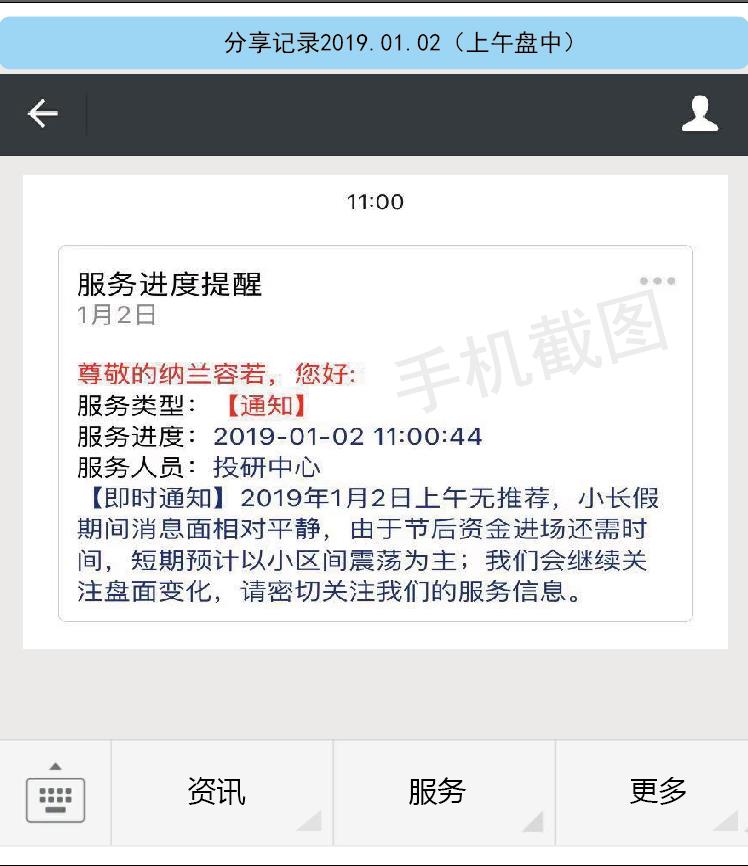 分享记录2019.01.02（上午盘中）
11:00
服务进度提醒
1月2日
手机截图
尊敬的纳兰容若，您好:
服务类型：【通知】
服务进度：2019-01-02 11:00:44
服务人员：投研中心
【即时通知】2019年1月2日上午无推荐，小长假
期间消息面相对平静，由于节后资金进场还需时
间，短期预计以小区间震荡为主；我们会继续关
注盘面变化，请密切关注我们的服务信息。
资讯
服务
更多